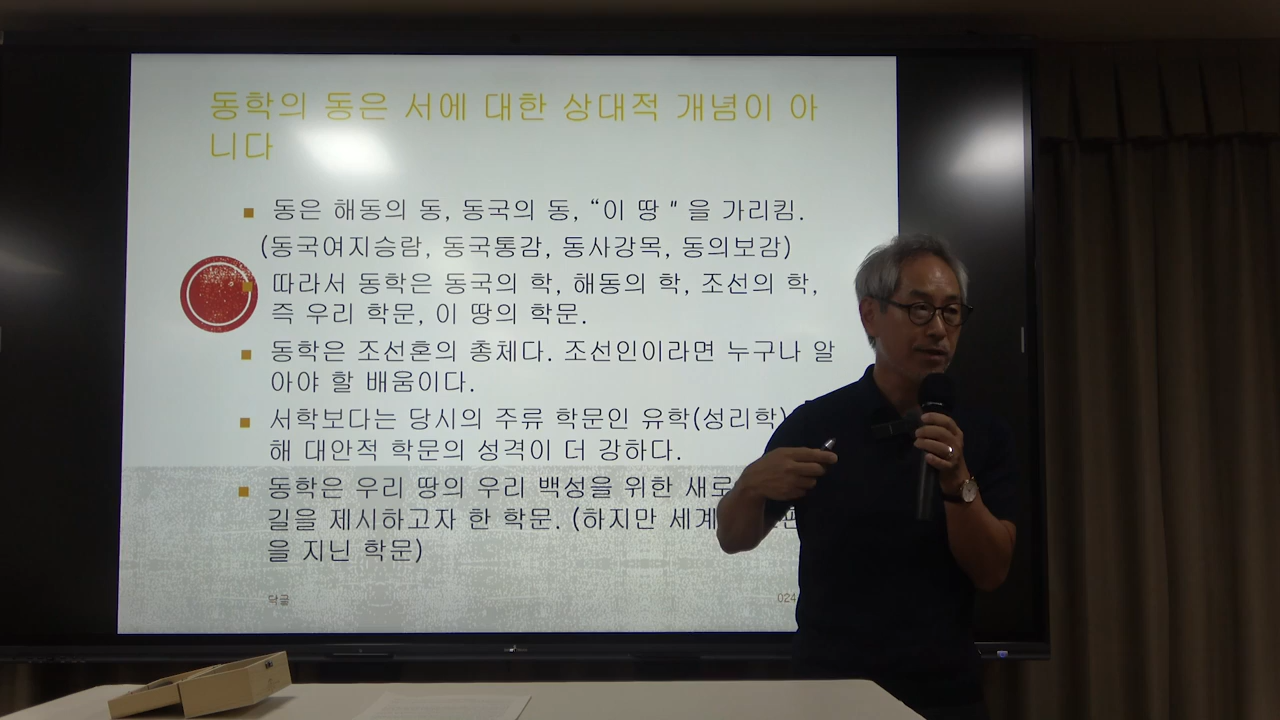 동학의 동은 서에 대한 상대적 개념이 아
니다
동은 해동의 동, 동국의 동, “이 땅 " 을 가리킴.
(동국여지승람, 동국통감, 동사강목, 동의보감)
따라서 동학은 동국의 학, 해동의 학, 조선의 학,
즉 우리 학문, 이 땅의 학문.
동학은 조선혼의 총체다. 조선인이라면 누구나 알
아야 할 배움이다.
서학보다는 당시의 주류 학문인 유학(성리학)
해 대안적 학문의 성격이 더 강하다.
동학은 우리 땅의 우리 백성을 위한 새로
길을 제시하고자 한 학문. (하지만 세계
을 지닌 학문)
024